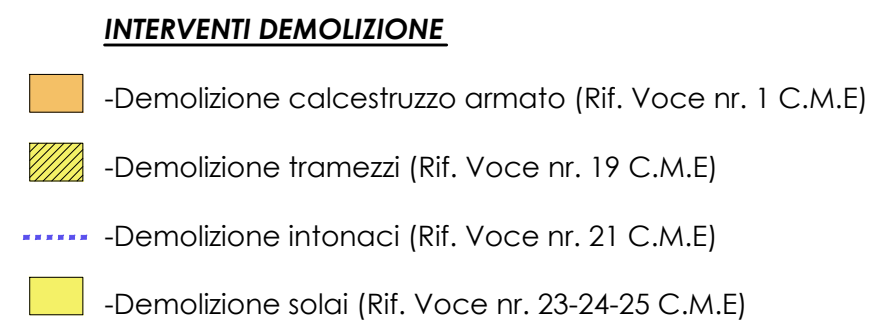 INTERVENTI DEMOLIZIONE
-Demolizione calcestruzzo armato (Rif. Voce nr. 1 C.M.E)
-Demolizione tramezzi (Rif. Voce nr. 19 C.M.E)
-Demolizione intonaci (Rif. Voce nr. 21 C.M.E)
-Demolizione solai (Rif. Voce nr. 23-24-25 C.M.E)